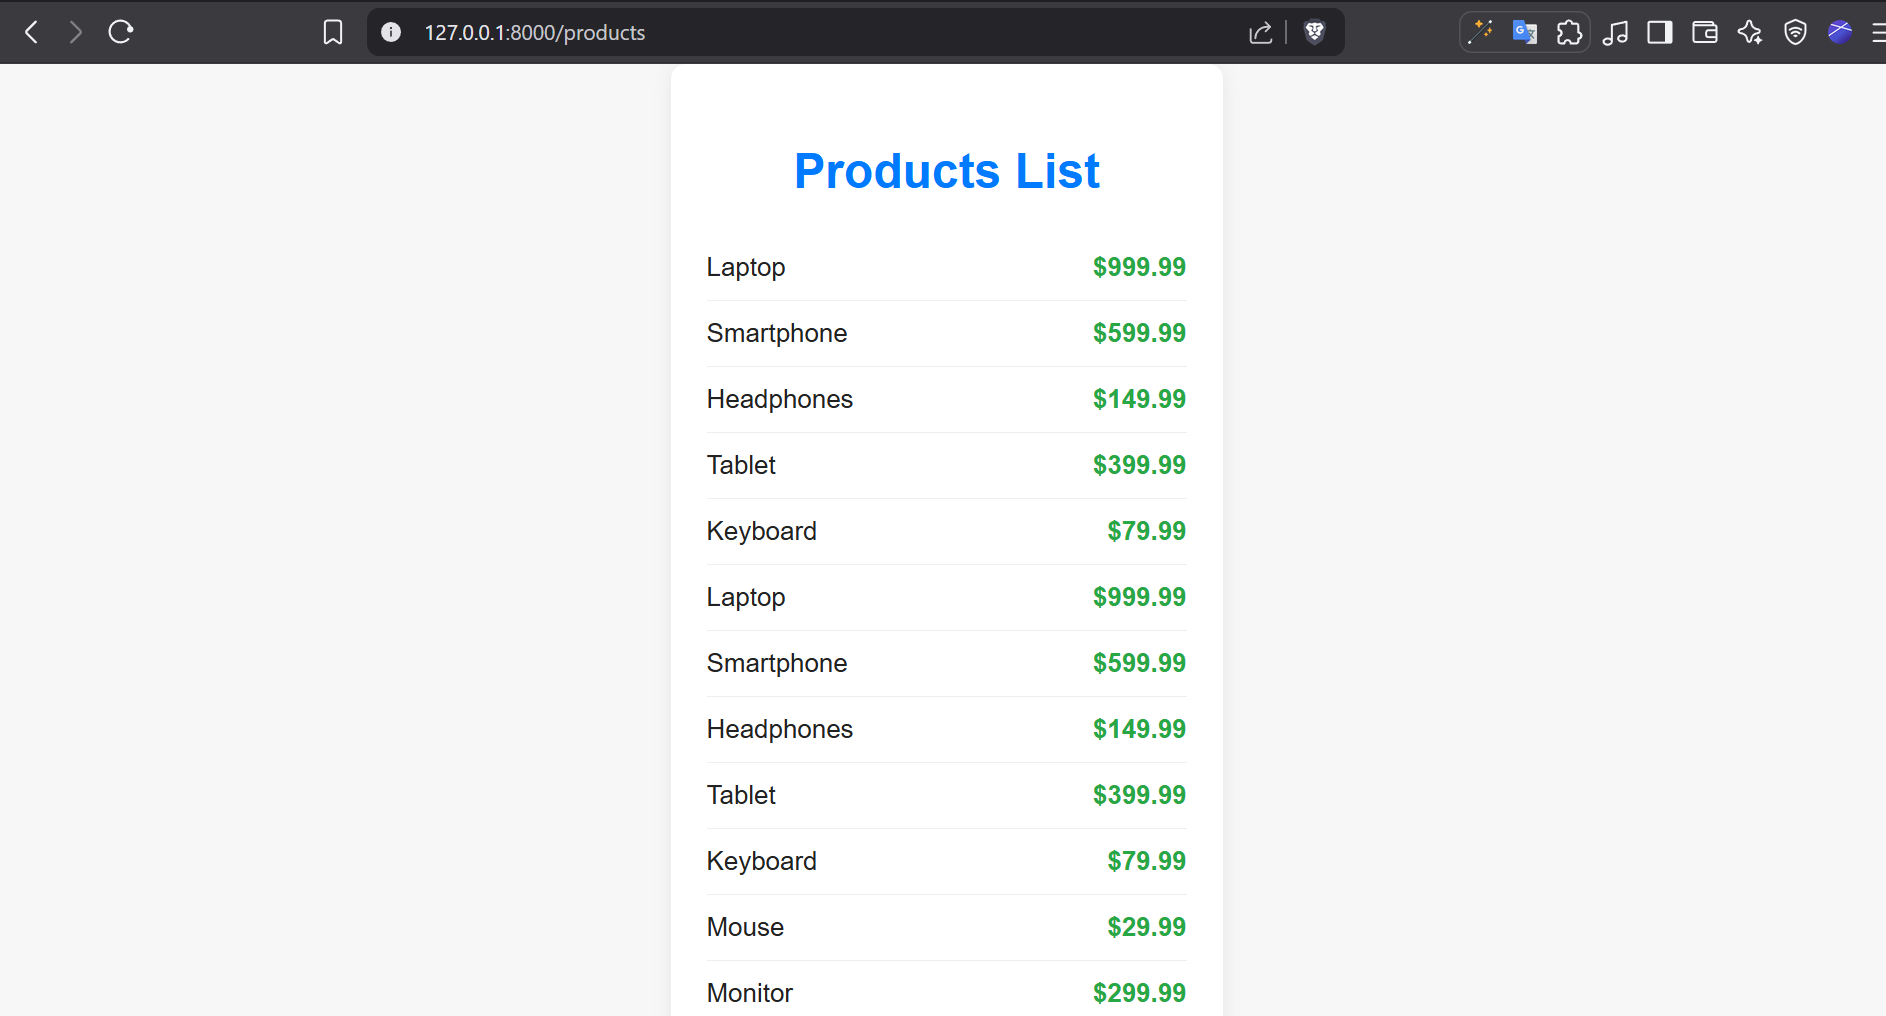 127.0.0.1:8000/products
Products List
Laptop $999.99
Smartphone $599.99
Headphones $149.99
Tablet $399.99
Keyboard $79.99
Laptop $999.99
Smartphone $599.99
Headphones $149.99
Tablet $399.99
Keyboard $79.99
Mouse $29.99
Monitor $299.99